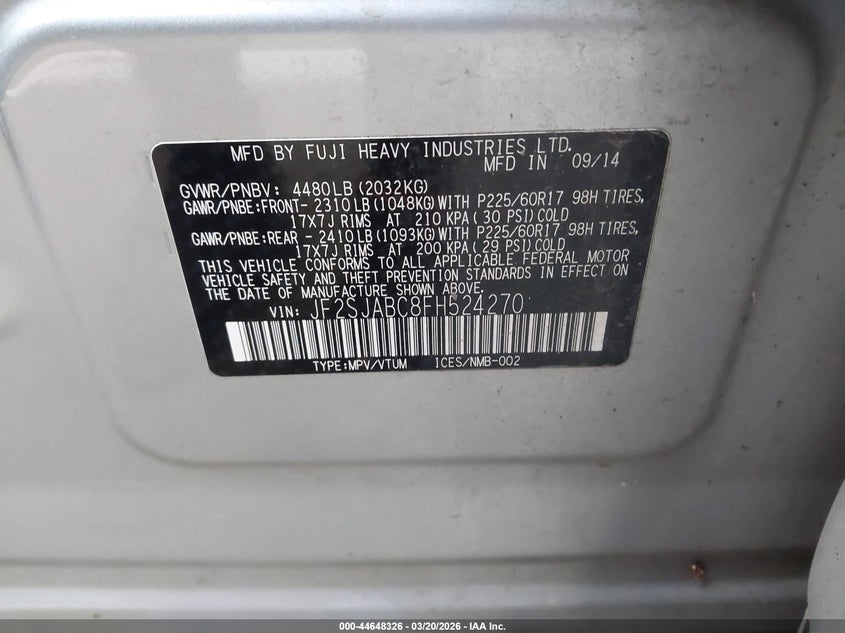 MFD BY FUJI HEAVY INDUSTRIES LTD.
MFD IN 09/14
GVWR/PNBV: 4480LB(2032KG)
GAWR/PNBE:FRONT- 2310LB(1048KG)WITH P225/60R17 98H TIRES,
17X7J RIMS AT 210 KPA(30 PSI)COLD
GAWR/PNBE:REAR - 2410LB(1093KG)WITH P225/60R17 98H TIRES,
17X7J RIMS AT 200 KPA(29 PSI)COLD
THIS VEHICLE CONFORMS TO ALL APPLICABLE FEDERAL MOTOR
VEHICLE SAFETY AND THEFT PREVENTION STANDARDS IN EFFECT ON
THE DATE OF MANUFACTURE SHOWN ABOVE.
VIN: JF2SJABC8FH524270
TYPE:MPV/VTUM ICES/NMB-002
000-44648326 - 03/20/2026 - IAA Inc.